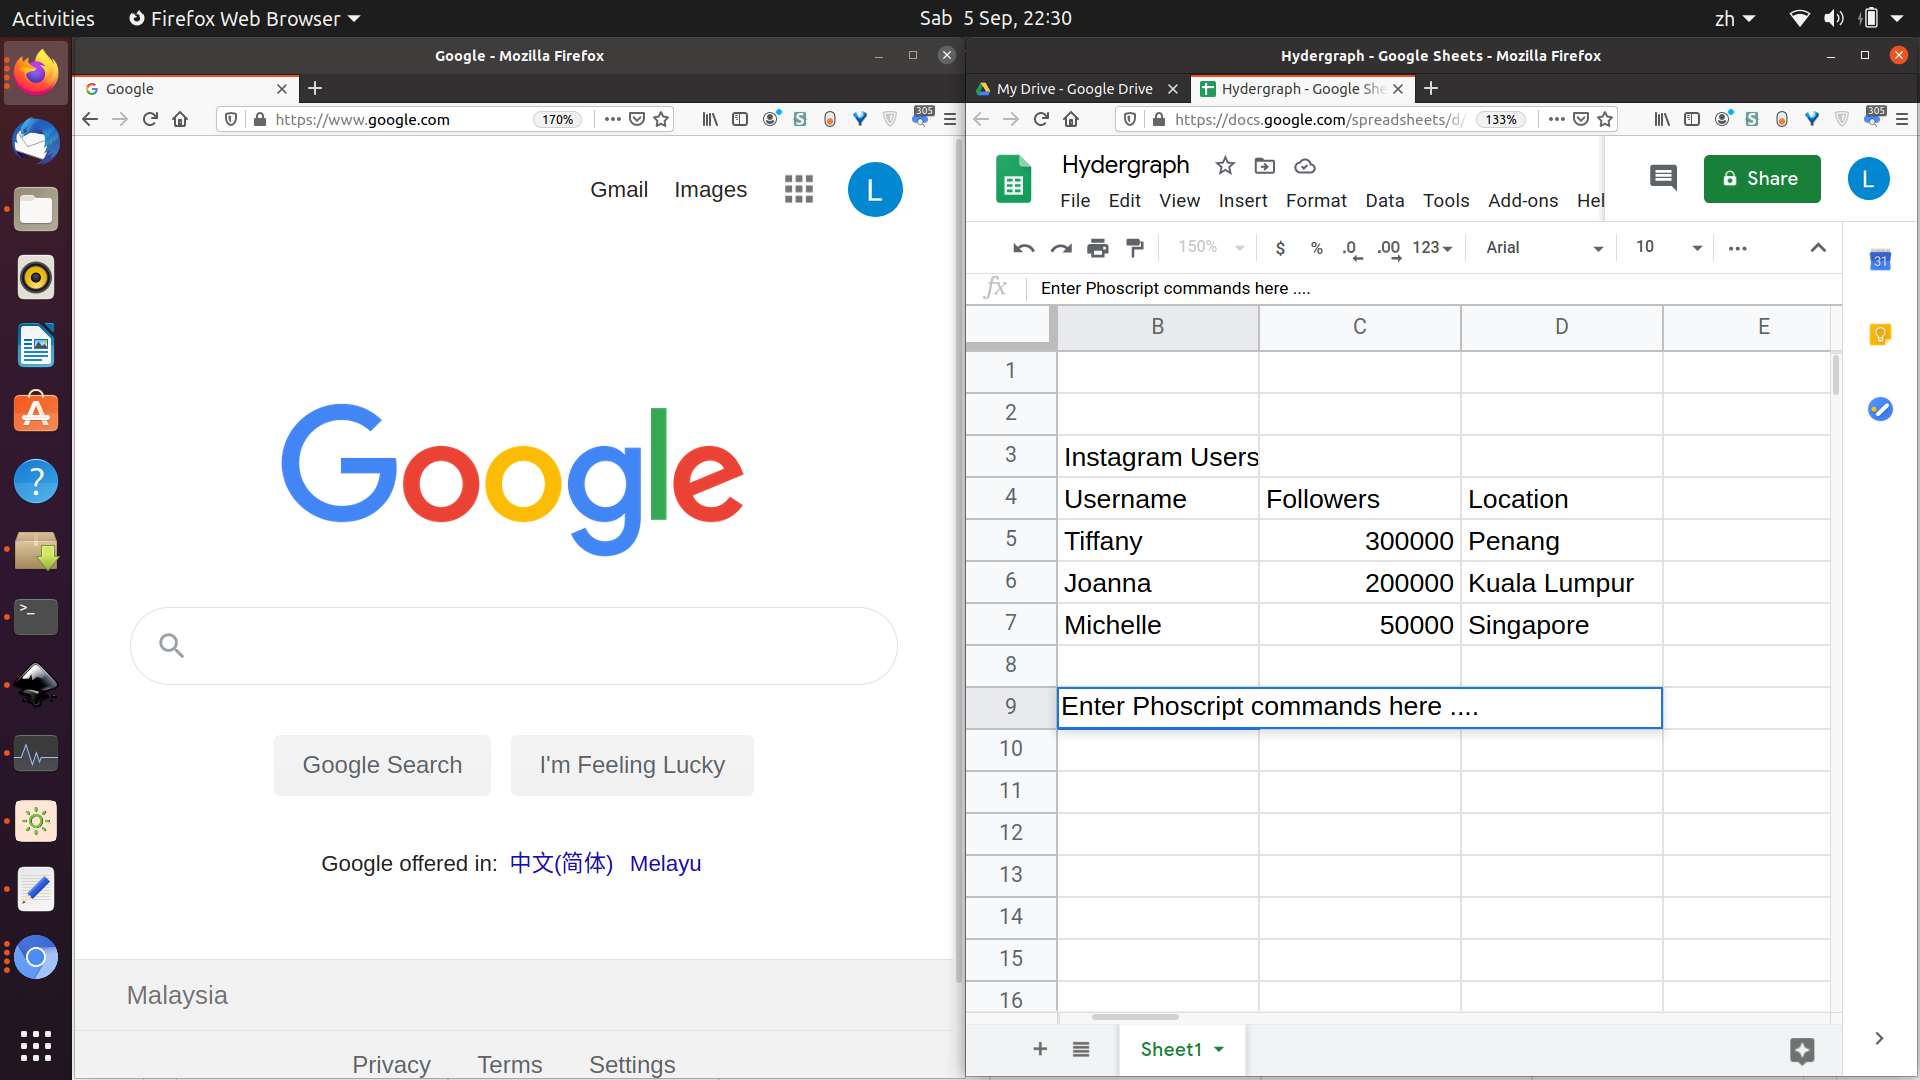 Activities
Firefox Web Browser
Sab 5 Sep, 22:30
zh
Google - Mozilla Firefox
Google
https://www.google.com
170%
305
Gmail
Images
L
Google
Google Search
I'm Feeling Lucky
Google offered in: 中文(简体) Melayu
Malaysia
Privacy
Terms
Settings
Hydergraph - Google Sheets - Mozilla Firefox
My Drive - Google Drive
Hydergraph - Google She
https://docs.google.com/spreadsheets/d/
133%
305
Hydergraph
Share
L
File
Edit
View
Insert
Format
Data
Tools
Add-ons
Hel
150%
$
%
.0
.00
123
Arial
10
31
fx
Enter Phoscript commands here ....
B C D E
1
2
3 Instagram Users
4 Username Followers Location
5 Tiffany 300000 Penang
6 Joanna 200000 Kuala Lumpur
7 Michelle 50000 Singapore
8
9 Enter Phoscript commands here ....
10
11
12
13
14
15
16
Sheet1